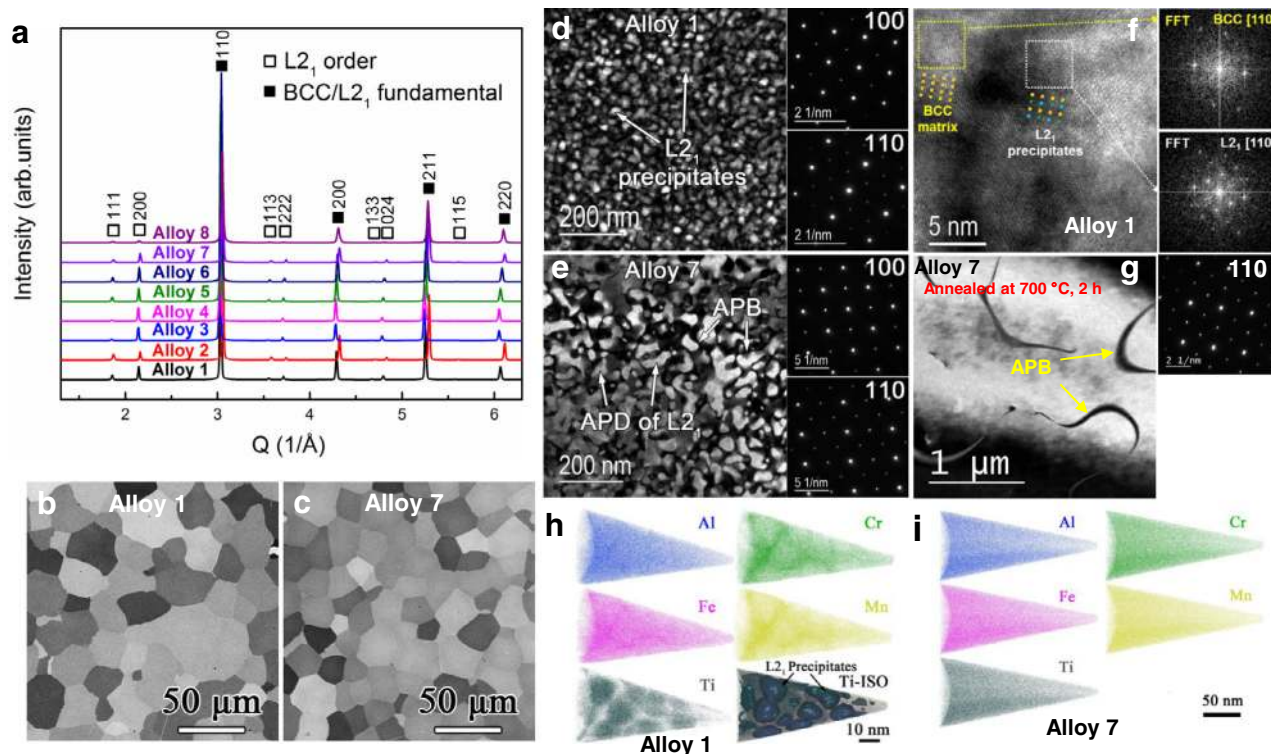 a
110
□ L2₁ order
■ BCC/L2₁ fundamental
Intensity (arb.units)
111
200
113
222
200
133
024
211
115
220
Alloy 8
Alloy 7
Alloy 6
Alloy 5
Alloy 4
Alloy 3
Alloy 2
Alloy 1
2
3
4
5
6
Q (1/Å)
b
Alloy 1
50 μm
c
Alloy 7
50 μm
d
Alloy 1
L2₁
precipitates
200 nm
100
2 1/nm
110
2 1/nm
e
Alloy 7
APB
APD of L2₁
200 nm
100
5 1/nm
110
5 1/nm
f
BCC
matrix
L2₁
precipitates
5 nm
Alloy 1
FFT
BCC [110]
FFT
L2₁ [110]
g
Alloy 7
Annealed at 700 °C, 2 h
APB
1 μm
110
2 1/nm
h
Al
Cr
Fe
Mn
Ti
L2₁ Precipitates
Ti-ISO
10 nm
Alloy 1
i
Al
Cr
Fe
Mn
Ti
50 nm
Alloy 7